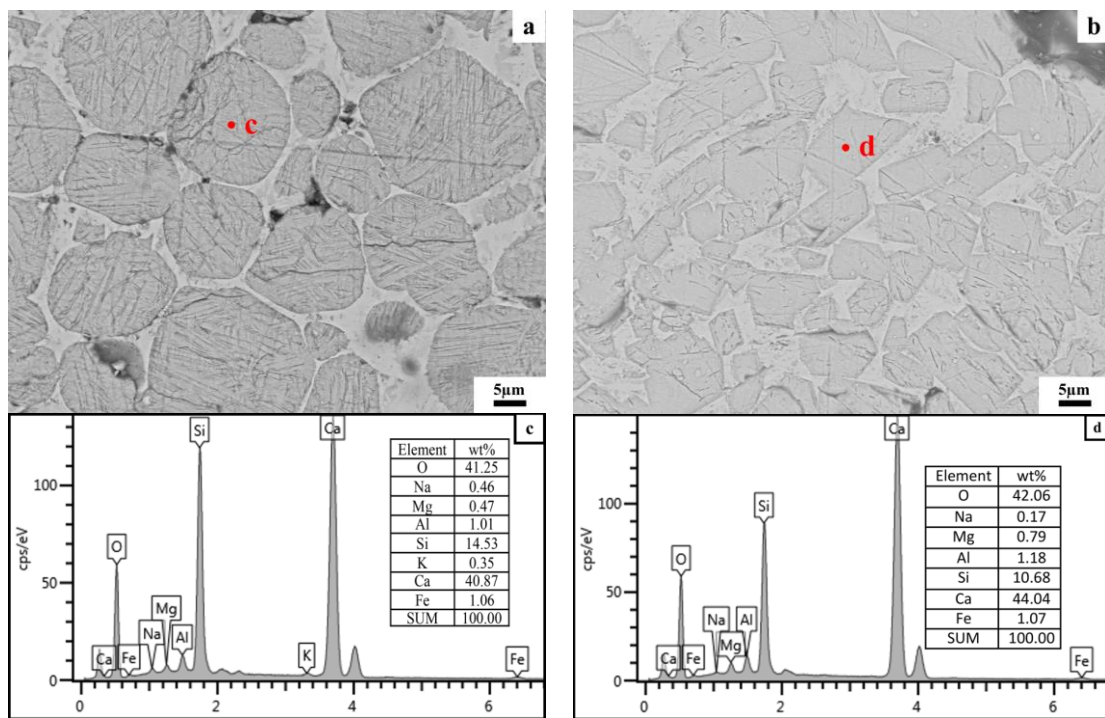 a
b
c
d
5µm
5µm
c
Si
Ca
O
Mg
Na
Al
Ca
Fe
K
Fe
Element wt%
O 41.25
Na 0.46
Mg 0.47
Al 1.01
Si 14.53
K 0.35
Ca 40.87
Fe 1.06
SUM 100.00
100
50
0
cps/eV
0 2 4 6
d
Ca
Si
O
Na
Al
Mg
Ca
Fe
Fe
Element wt%
O 42.06
Na 0.17
Mg 0.79
Al 1.18
Si 10.68
Ca 44.04
Fe 1.07
SUM 100.00
100
50
0
cps/eV
0 2 4 6